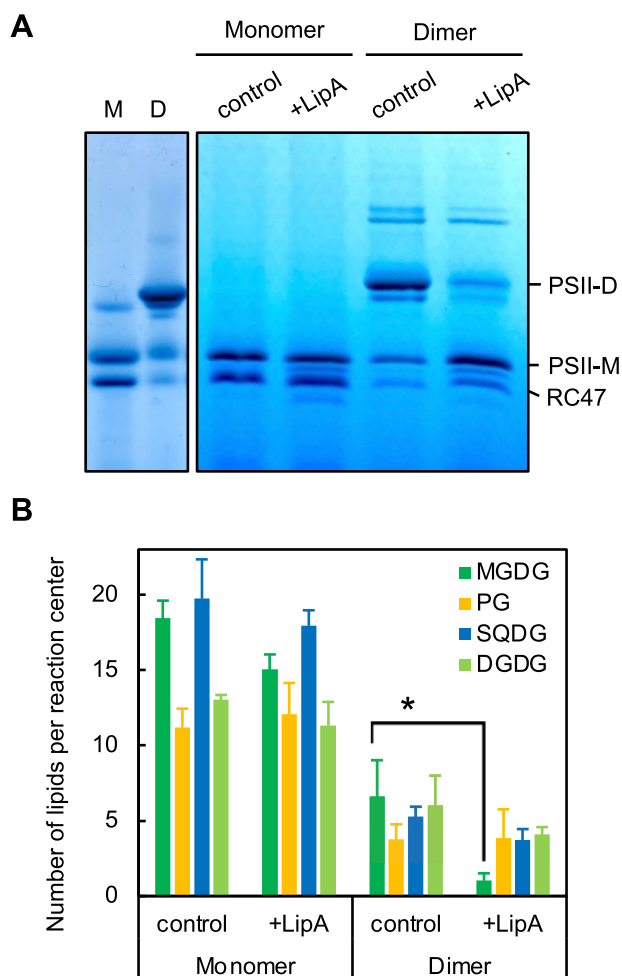 A
Monomer Dimer
control +LipA control +LipA
M D
PSII-D
PSII-M
RC47
B
Number of lipids per reaction center
20
15
10
5
0
MGDG
PG
SQDG
DGDG
*
control +LipA control +LipA
Monomer Dimer